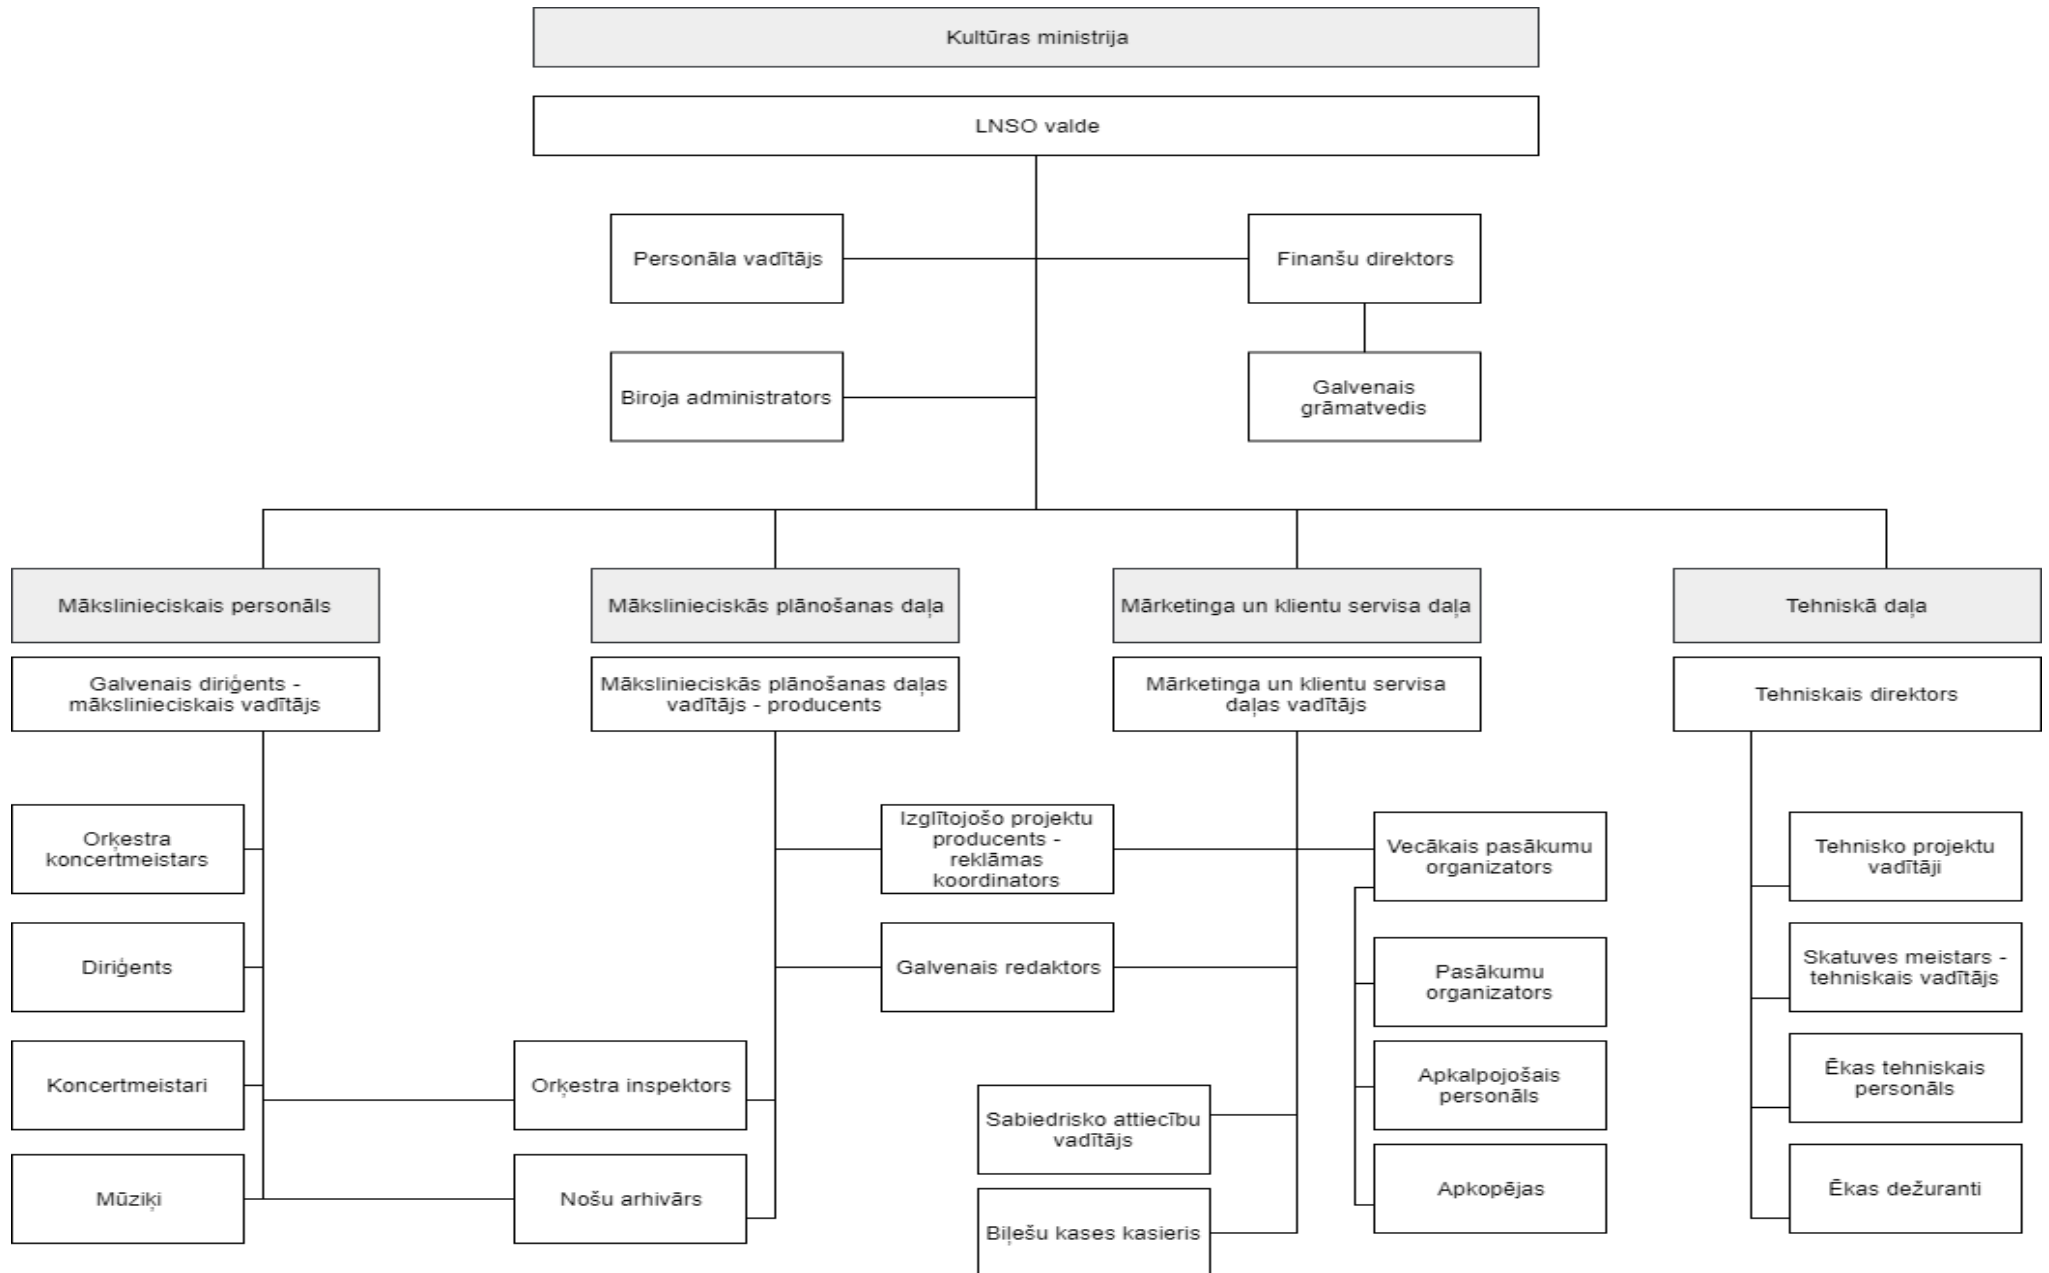 Kultūras ministrija
LNSO valde
Personāla vadītājs
Finanšu direktors
Biroja administrators
Galvenais
grāmatvedis
Mākslinieciskais personāls
Mākslinieciskās plānošanas daļa
Mārketinga un klientu servisa daļa
Tehniskā daļa
Galvenais diriģents -
mākslinieciskais vadītājs
Mākslinieciskās plānošanas daļas
vadītājs - producents
Mārketinga un klientu servisa
daļas vadītājs
Tehniskais direktors
Orķestra
koncertmeistars
Izglītojošo projektu
producents -
reklāmas
koordinators
Vecākais pasākumu
organizators
Tehnisko projektu
vadītāji
Diriģents
Galvenais redaktors
Pasākumu
organizators
Skatuves meistars -
tehniskais vadītājs
Koncertmeistari
Orķestra inspektors
Sabiedrisko attiecību
vadītājs
Apkalpojošais
personāls
Ēkas tehniskais
personāls
Mūziķi
Nošu arhivārs
Biļešu kases kasieris
Apkopējas
Ēkas dežuranti